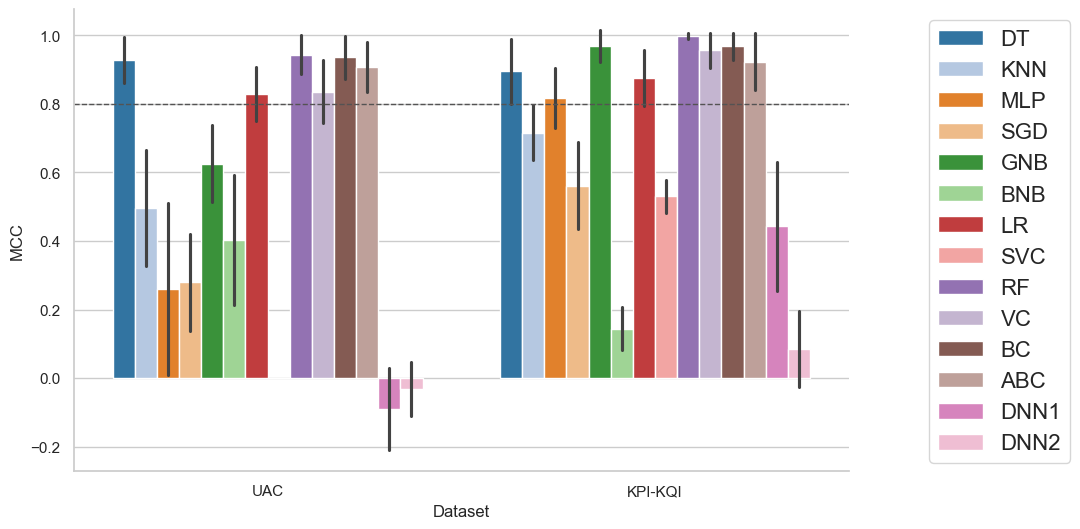 1.0
0.8
0.6
0.4
0.2
0.0
−0.2
MCC
UAC
KPI-KQI
Dataset
DT
KNN
MLP
SGD
GNB
BNB
LR
SVC
RF
VC
BC
ABC
DNN1
DNN2